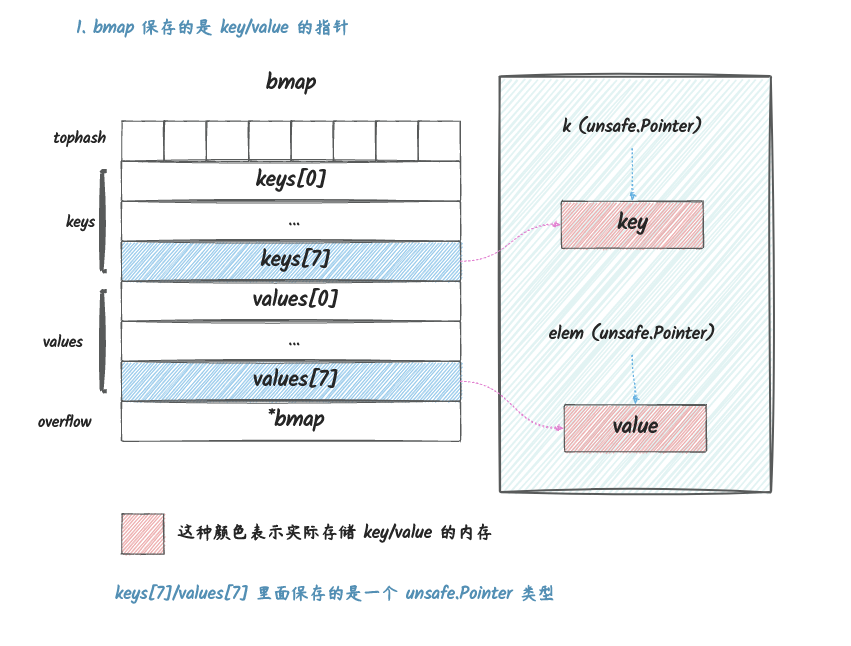 1. bmap 保存的是 key/value 的指针
bmap
tophash
keys
keys[0]
...
keys[7]
values
values[0]
...
values[7]
overflow
*bmap
k (unsafe.Pointer)
key
elem (unsafe.Pointer)
value
这种颜色表示实际存储 key/value 的内存
keys[7]/values[7] 里面保存的是一个 unsafe.Pointer 类型